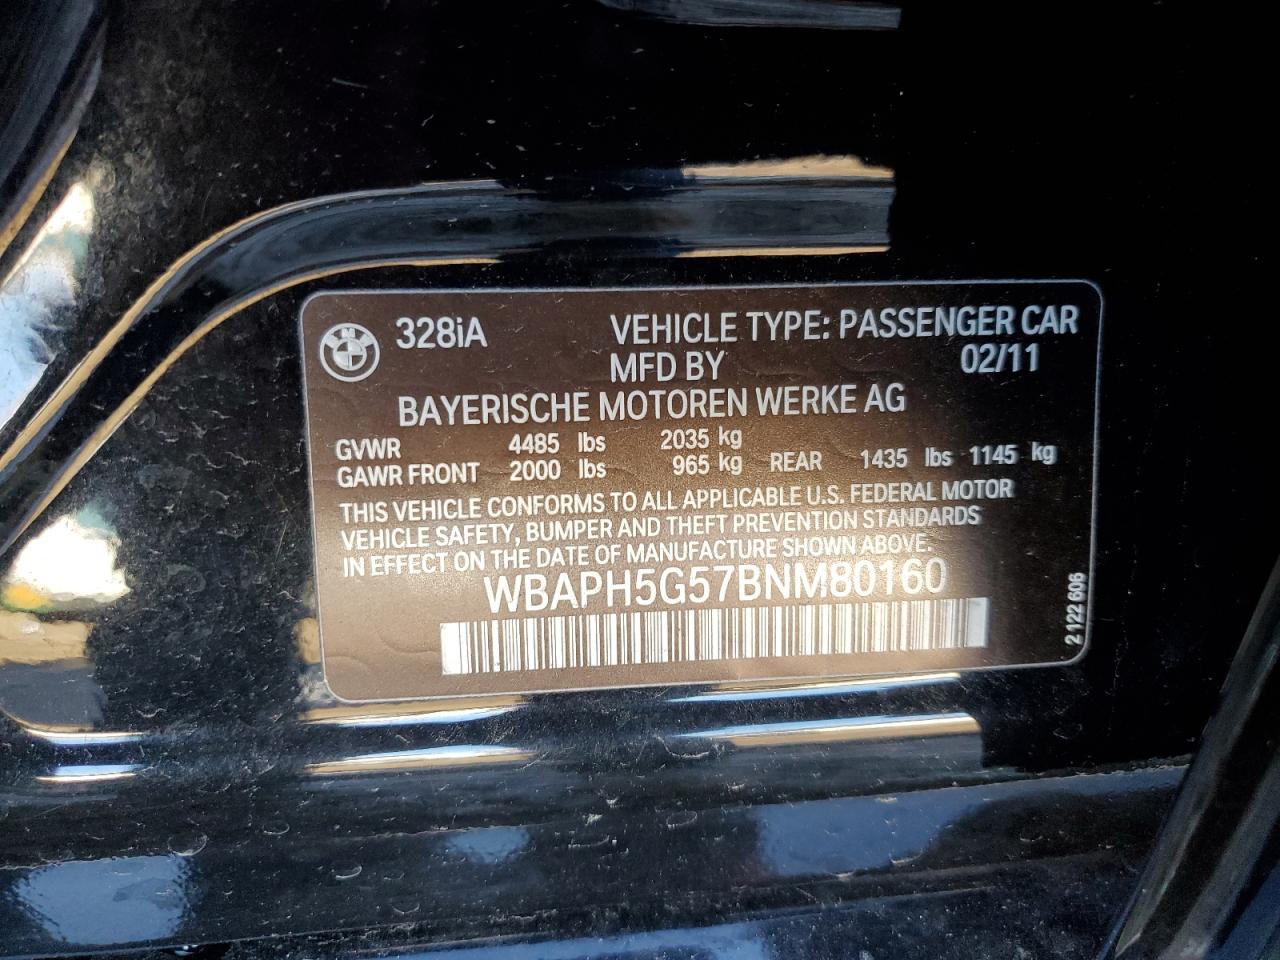 BMW 328iA VEHICLE TYPE: PASSENGER CAR
MFD BY 02/11
BAYERISCHE MOTOREN WERKE AG
GVWR 4485 lbs 2035 kg
GAWR FRONT 2000 lbs 965 kg REAR 1435 lbs 1145 kg
THIS VEHICLE CONFORMS TO ALL APPLICABLE U.S. FEDERAL MOTOR
VEHICLE SAFETY, BUMPER AND THEFT PREVENTION STANDARDS
IN EFFECT ON THE DATE OF MANUFACTURE SHOWN ABOVE.
WBAPH5G57BNM80160
2 122 606